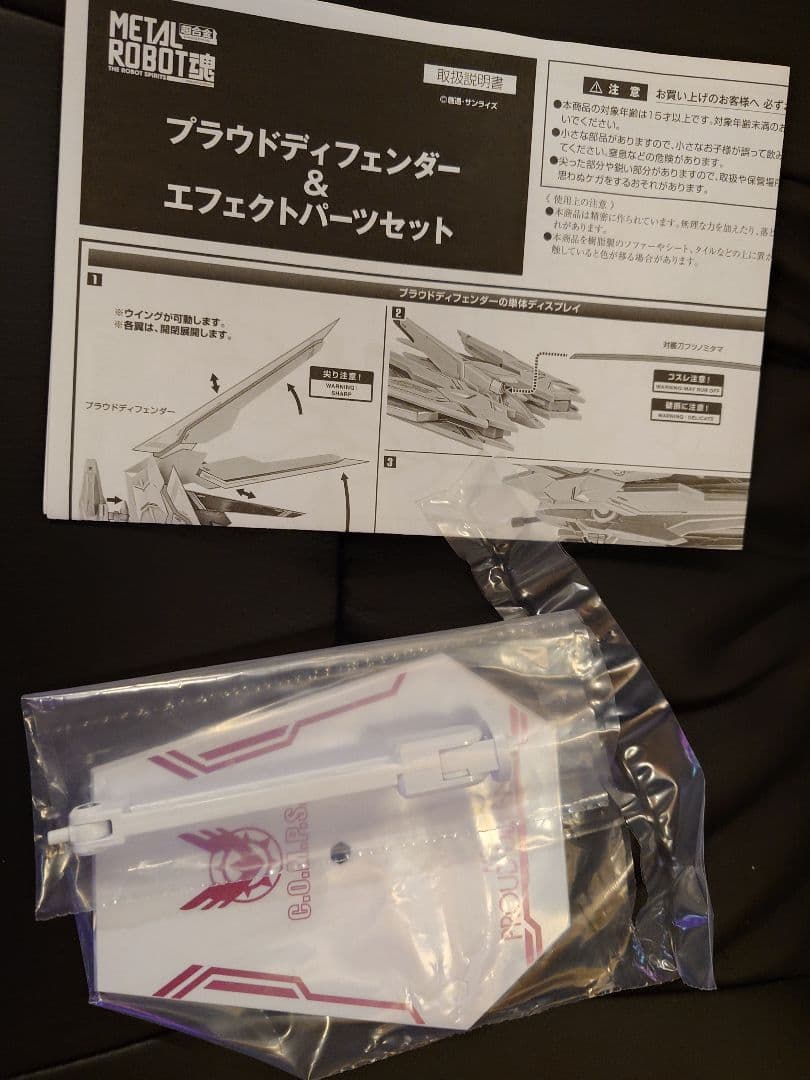 METAL
ROBOT魂
超合金
THE ROBOT SPIRITS
取扱説明書
©創通・サンライズ
プラウドディフェンダー
&
エフェクトパーツセット
⚠ 注 意 お買い上げのお客様へ 必ず
●本商品の対象年齢は15才以上です。対象年齢未満のお
いでください。
●小さな部品がありますので、小さなお子様が誤って飲み
てください。窒息などの危険があります。
●尖った部分や鋭い部分がありますので、取扱や保管場所
思わぬケガをするおそれがあります。
〈 使用上の注意 〉
●本商品は精密に作られています。無理な力を加えたり、落と
れがあります。
●本商品を樹脂製のソファーやシート、タイルなどの上に置か
触していると色が移る場合があります。
プラウドディフェンダーの単体ディスプレイ
1
※ウイングが可動します。
※各翼は、開閉展開します。
尖り注意!
WARNING:
SHARP
プラウドディフェンダー
2
対艦刀フツノミタマ
コスレ注意!
WARNING:MAY RUB OFF
破損に注意!
WARNING:DELICATE
3
C.O.M.P.S.
PROUD